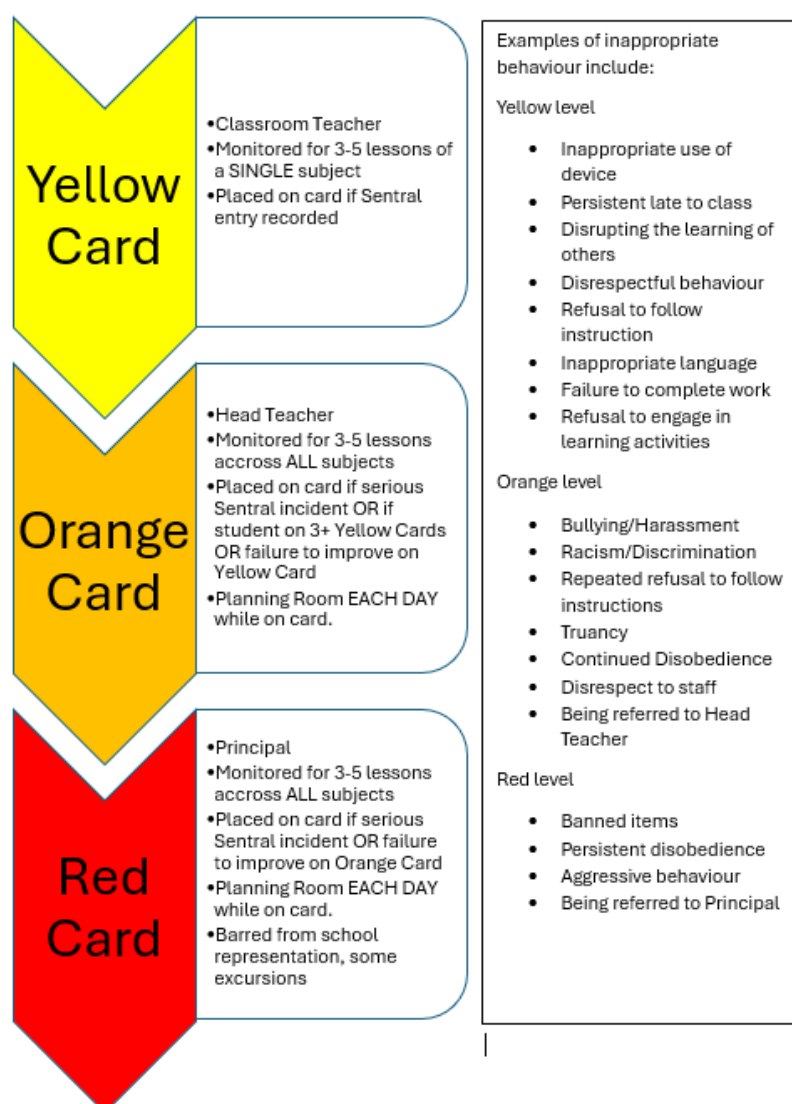 Yellow
Card
•Classroom Teacher
•Monitored for 3-5 lessons of
a SINGLE subject
•Placed on card if Sentral
entry recorded
Orange
Card
•Head Teacher
•Monitored for 3-5 lessons
accross ALL subjects
•Placed on card if serious
Sentral incident OR if
student on 3+ Yellow Cards
OR failure to improve on
Yellow Card
•Planning Room EACH DAY
while on card.
Red
Card
•Principal
•Monitored for 3-5 lessons
accross ALL subjects
•Placed on card if serious
Sentral incident OR failure
to improve on Orange Card
•Planning Room EACH DAY
while on card.
•Barred from school
representation, some
excursions
Examples of inappropriate
behaviour include:
Yellow level
• Inappropriate use of
device
• Persistent late to class
• Disrupting the learning of
others
• Disrespectful behaviour
• Refusal to follow
instruction
• Inappropriate language
• Failure to complete work
• Refusal to engage in
learning activities
Orange level
• Bullying/Harassment
• Racism/Discrimination
• Repeated refusal to follow
instructions
• Truancy
• Continued Disobedience
• Disrespect to staff
• Being referred to Head
Teacher
Red level
• Banned items
• Persistent disobedience
• Aggressive behaviour
• Being referred to Principal